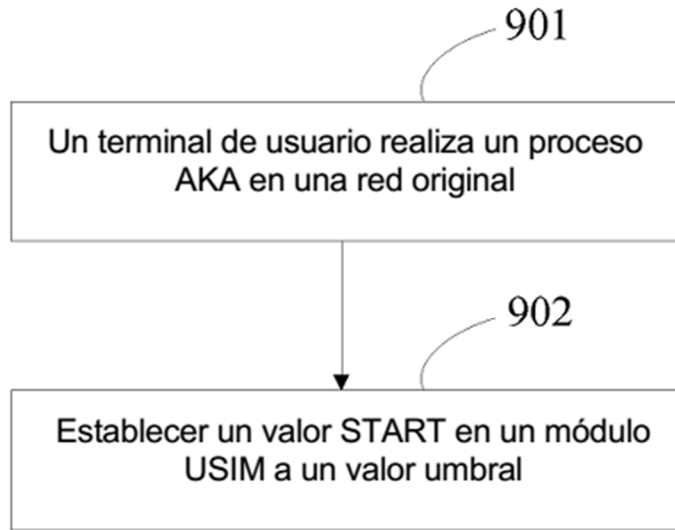 901
Un terminal de usuario realiza un proceso
AKA en una red original
902
Establecer un valor START en un módulo
USIM a un valor umbral